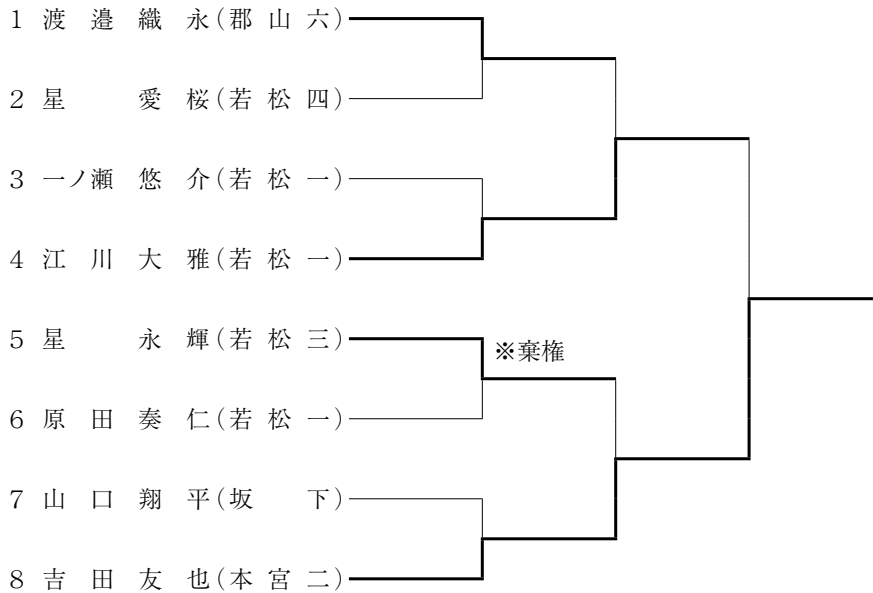 1 渡 邉 織 永(郡 山 六)
2 星 愛 桜(若 松 四)
3 一ノ瀬 悠 介(若 松 一)
4 江 川 大 雅(若 松 一)
5 星 永 輝(若 松 三)
※棄権
6 原 田 奏 仁(若 松 一)
7 山 口 翔 平(坂 下)
8 吉 田 友 也(本 宮 二)